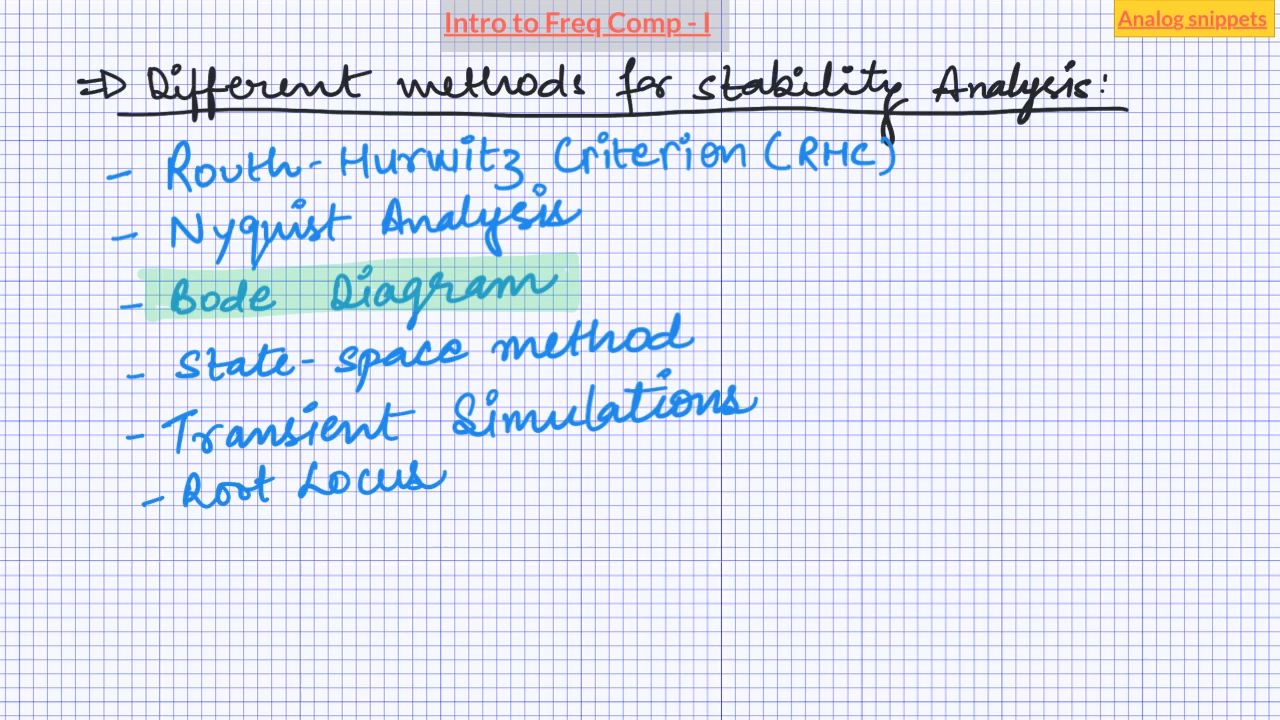 Intro to Freq Comp - I
Analog snippets
⇒ Different methods for stability Analysis:
- Routh-Hurwitz Criterion (RHC)
- Nyquist Analysis
- Bode Diagram
- State-space method
- Transient Simulations
- Root Locus